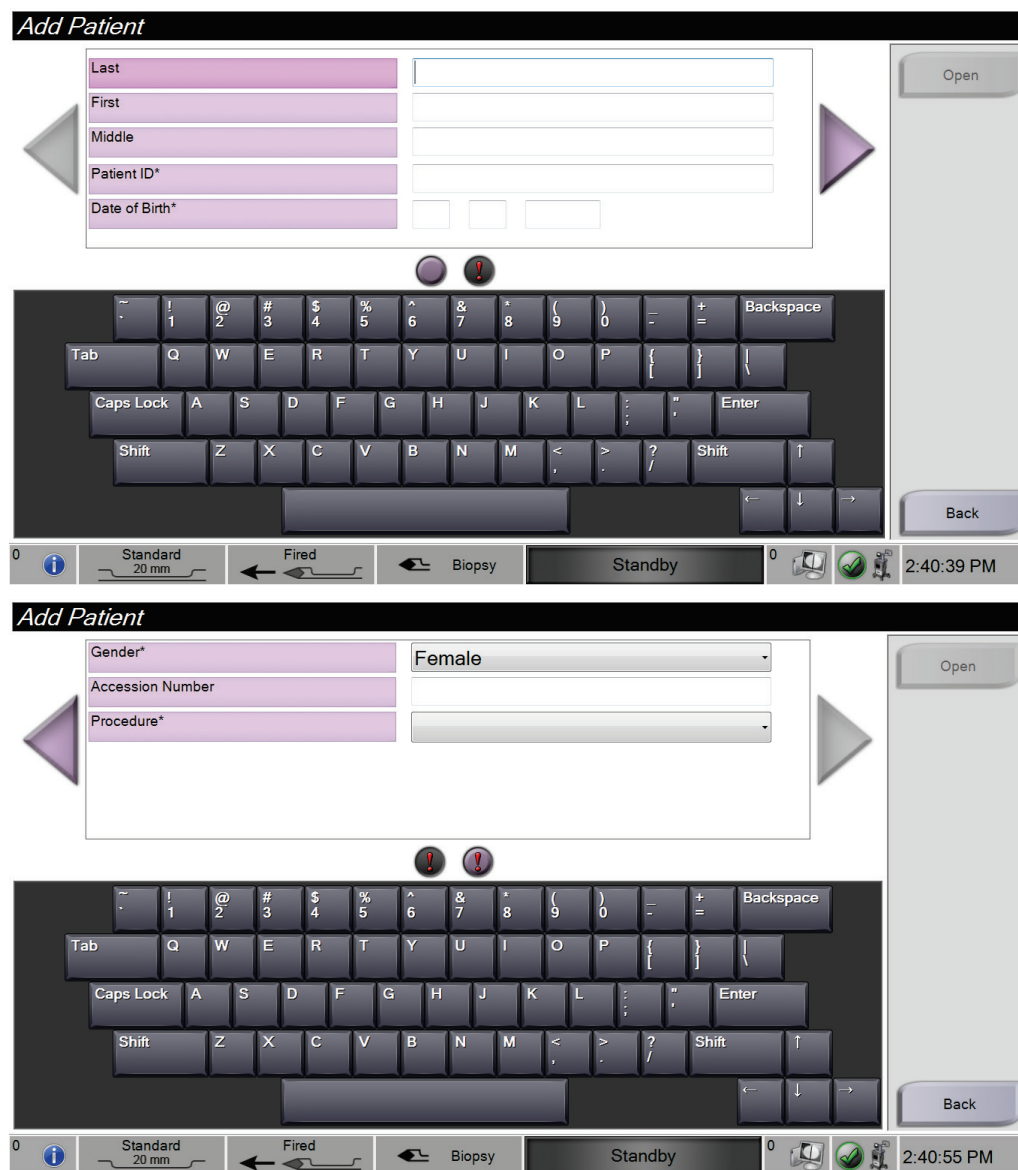 Add Patient
Last
Open
First
Middle
Patient ID*
Date of Birth*
~ ! @ # $ % ^ & * ( ) _ + Backspace
` 1 2 3 4 5 6 7 8 9 0 - =
Tab Q W E R T Y U I O P { } |
[ ] \
Caps Lock A S D F G H J K L : " Enter
; '
Shift Z X C V B N M < > ? Shift ↑
, . /
← ↓ →
Back
0 Standard Fired Biopsy Standby 0 2:40:39 PM
20 mm
Add Patient
Gender* Female
Open
Accession Number
Procedure*
~ ! @ # $ % ^ & * ( ) _ + Backspace
` 1 2 3 4 5 6 7 8 9 0 - =
Tab Q W E R T Y U I O P { } |
[ ] \
Caps Lock A S D F G H J K L : " Enter
; '
Shift Z X C V B N M < > ? Shift ↑
, . /
← ↓ →
Back
0 Standard Fired Biopsy Standby 0 2:40:55 PM
20 mm